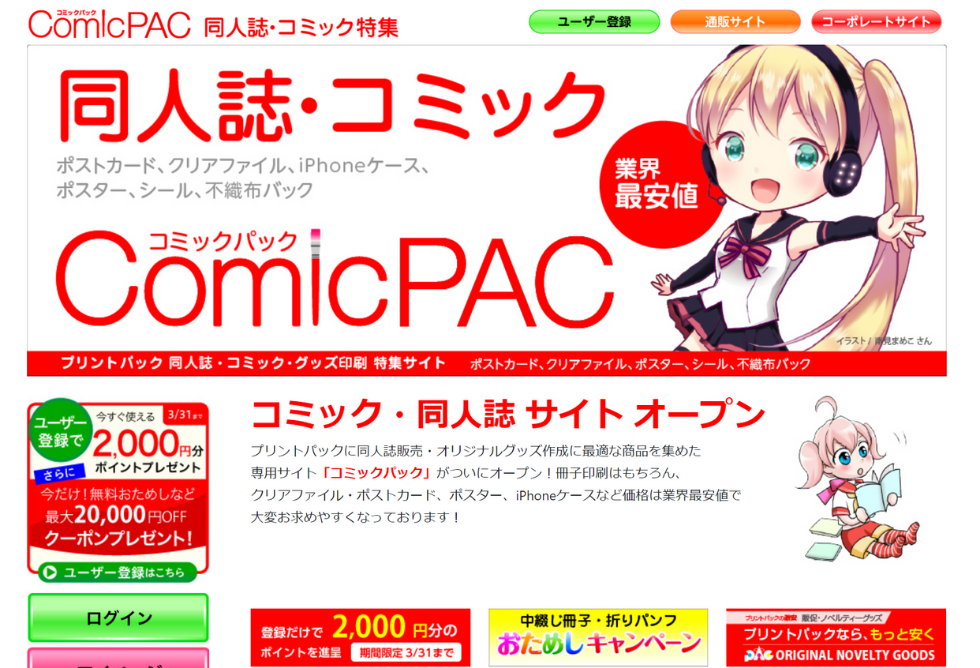 コミックパック
ComicPAC 同人誌・コミック特集
ユーザー登録
通販サイト
コーポレートサイト
同人誌・コミック
ポストカード、クリアファイル、iPhoneケース、
ポスター、シール、不織布バック
業界
最安値
コミックパック
ComicPAC
イラスト/ 見まめこ さん
プリントパック 同人誌・コミック・グッズ印刷 特集サイト ポストカード、クリアファイル、ポスター、シール、不織布バック
ユーザー
登録で
今すぐ使える
3/31まで
2,000円分
ポイントプレゼント
さらに
今だけ!無料おためしなど
最大20,000円OFF
クーポンプレゼント!
ユーザー登録はこちら
ログイン
コミック・同人誌 サイト オープン
プリントパックに同人誌販売・オリジナルグッズ作成に最適な商品を集めた
専用サイト「コミックパック」がついにオープン!冊子印刷はもちろん、
クリアファイル・ポストカード、ポスター、iPhoneケースなど価格は業界最安値で
大変お求めやすくなっております!
登録だけで 2,000 円分の
ポイントを進呈 期間限定 3/31まで
中綴じ冊子・折りパンフ
おためしキャンペーン
プリントパックの激安 販促・ノベルティーグッズ
プリントパックなら、もっと安く
PAC ORIGINAL NOVELTY GOODS